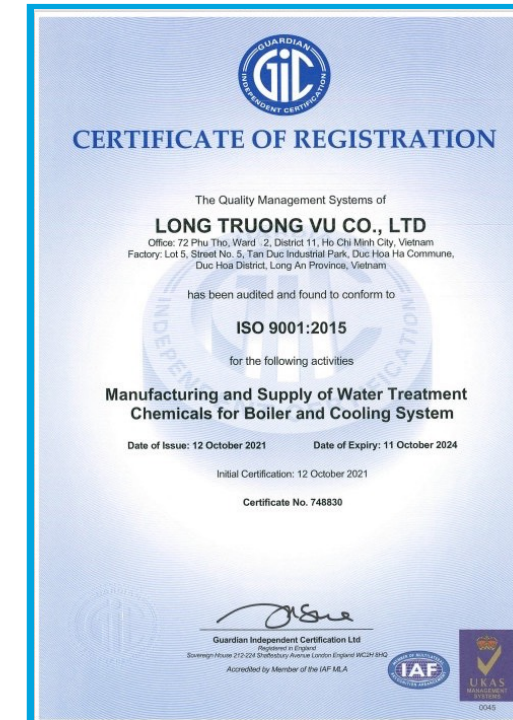 GUARDIAN
GIC
INDEPENDENT CERTIFICATION
CERTIFICATE OF REGISTRATION
The Quality Management Systems of
LONG TRUONG VU CO., LTD
Office: 72 Phu Tho, Ward 2, District 11, Ho Chi Minh City, Vietnam
Factory: Lot 5, Street No. 5, Tan Duc Industrial Park, Duc Hoa Ha Commune,
Duc Hoa District, Long An Province, Vietnam
has been audited and found to conform to
ISO 9001:2015
for the following activities
Manufacturing and Supply of Water Treatment
Chemicals for Boiler and Cooling System
Date of Issue: 12 October 2021 Date of Expiry: 11 October 2024
Initial Certification: 12 October 2021
Certificate No. 748830
Guardian Independent Certification Ltd
Registered in England
Sovereign House 212-224 Shaftesbury Avenue London England WC2H 8HQ
Accredited by Member of the IAF MLA
IAF
UKAS
MANAGEMENT
SYSTEMS
0045